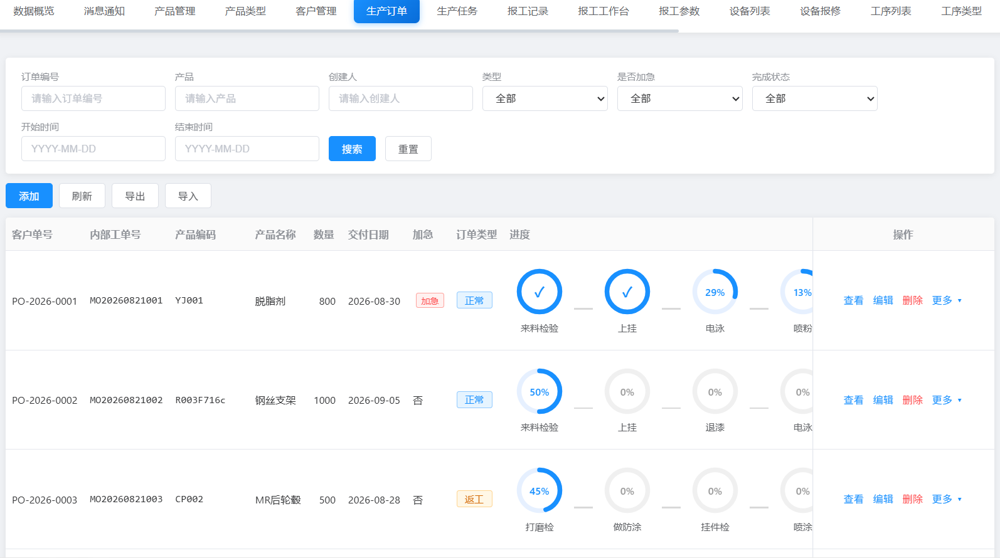 数据概览 消息通知 产品管理 产品类型 客户管理 生产订单 生产任务 报工记录 报工工作台 报工参数 设备列表 设备报修 工序列表 工序类型
订单编号 产品 创建人 类型 是否加急 完成状态
请输入订单编号 请输入产品 请输入创建人 全部 全部 全部
开始时间 结束时间
YYYY-MM-DD YYYY-MM-DD 搜索 重置
添加 刷新 导出 导入
客户单号 内部工单号 产品编码 产品名称 数量 交付日期 加急 订单类型 进度 操作
PO-2026-0001 MO20260821001 YJ001 脱脂剂 800 2026-08-30 加急 正常 ✓ ✓ 29% 13% 查看 编辑 删除 更多 ▾
来料检验 上挂 电泳 喷粉
PO-2026-0002 MO20260821002 R003F716c 钢丝支架 1000 2026-09-05 否 正常 50% 0% 0% 0% 查看 编辑 删除 更多 ▾
来料检验 上挂 退漆 电泳
PO-2026-0003 MO20260821003 CP002 MR后轮毂 500 2026-08-28 否 返工 45% 0% 0% 0% 查看 编辑 删除 更多 ▾
打磨检 做防涂 挂件检 喷涂